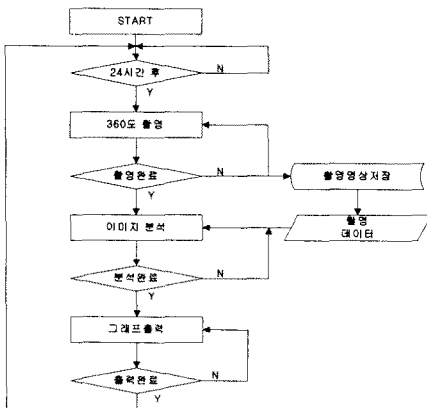 START
24시간 후
N
Y
360도 촬영
촬영완료
N
Y
촬영영상저장
이미지 분석
촬영
데이터
분석완료
N
Y
그래프출력
출력완료
N
Y